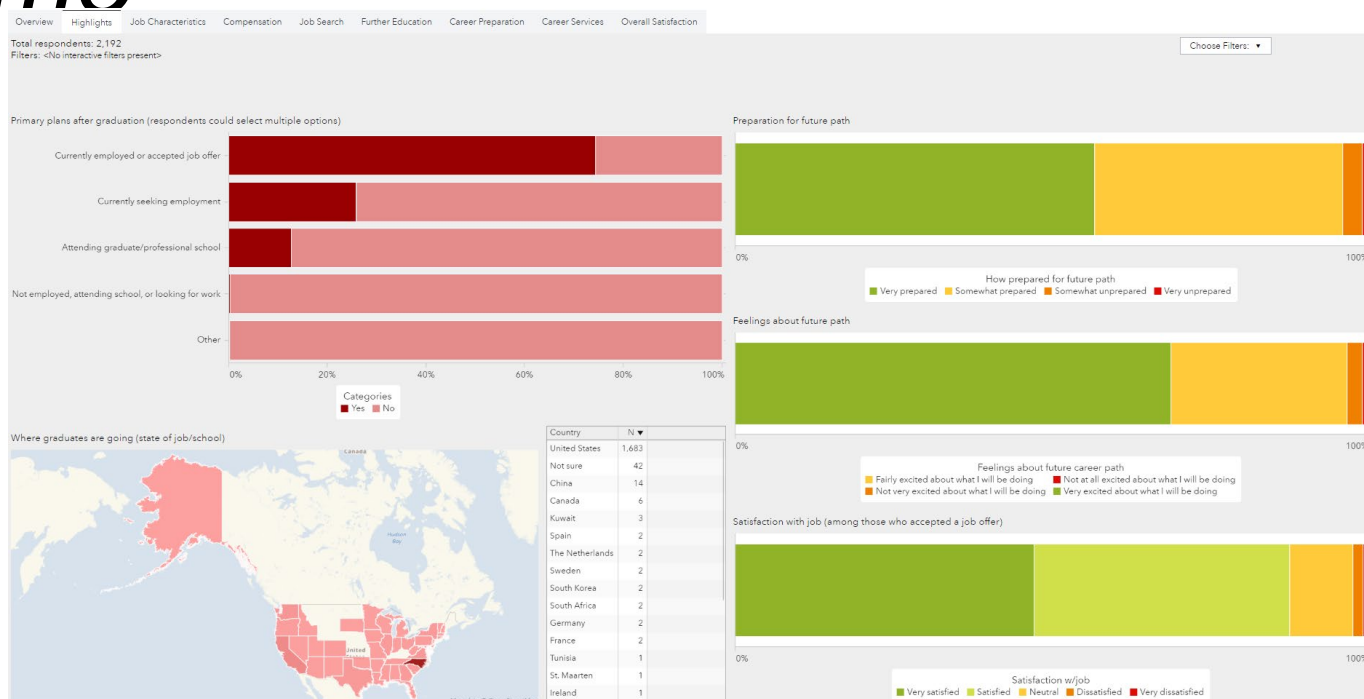 Overview Highlights Job Characteristics Compensation Job Search Further Education Career Preparation Career Services Overall Satisfaction
Total respondents: 2,192
Filters: <No interactive filters present>
Choose Filters: ▼
Primary plans after graduation (respondents could select multiple options)
Currently employed or accepted job offer
Currently seeking employment
Attending graduate/professional school
Not employed, attending school, or looking for work
Other
0% 20% 40% 60% 80% 100%
Categories
Yes No
Where graduates are going (state of job/school)
Canada
Hudson
Bay
United
Country N ▼
United States 1,683
Not sure 42
China 14
Canada 6
Kuwait 3
Spain 2
The Netherlands 2
Sweden 2
South Korea 2
South Africa 2
Germany 2
France 2
Tunisia 1
St. Maarten 1
Ireland 1
Preparation for future path
0% 100%
How prepared for future path
Very prepared Somewhat prepared Somewhat unprepared Very unprepared
Feelings about future path
0% 100%
Feelings about future career path
Fairly excited about what I will be doing Not at all excited about what I will be doing
Not very excited about what I will be doing Very excited about what I will be doing
Satisfaction with job (among those who accepted a job offer)
0% 100%
Satisfaction w/job
Very satisfied Satisfied Neutral Dissatisfied Very dissatisfied